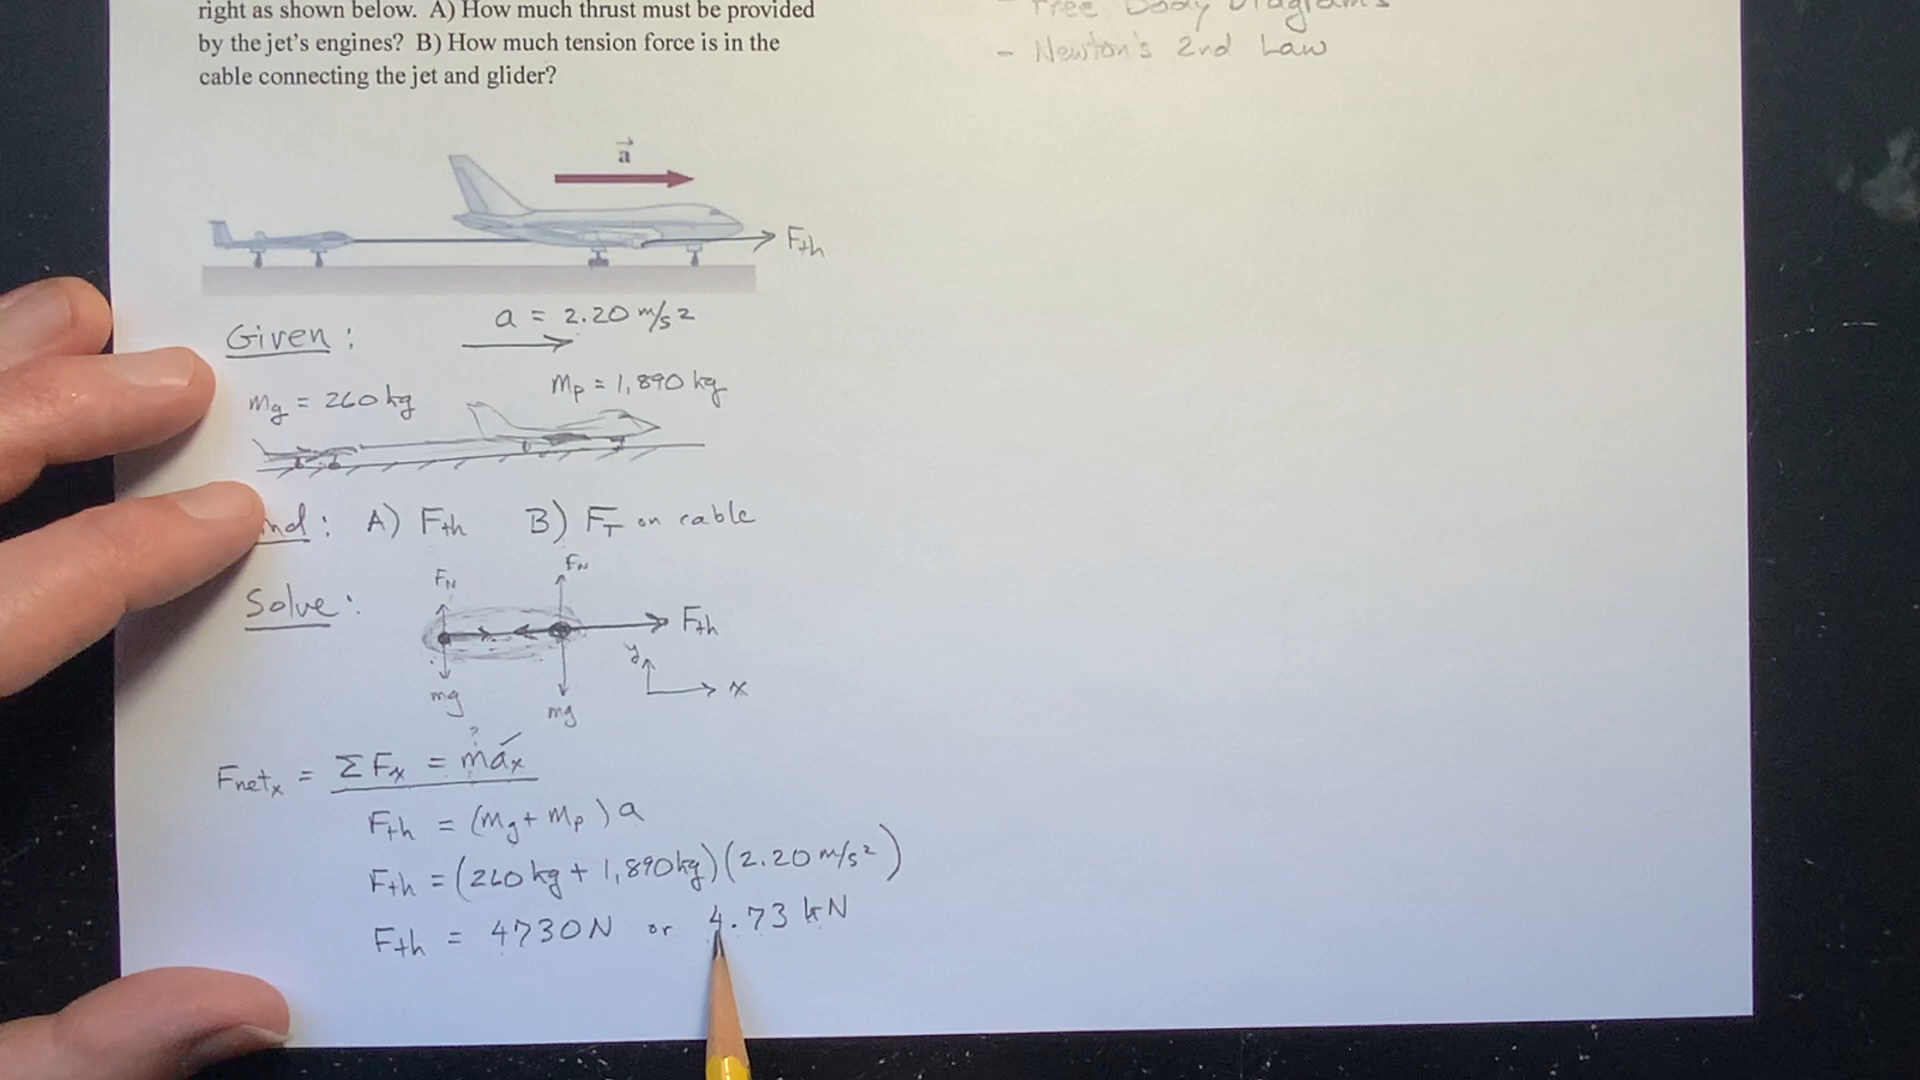 right as shown below. A) How much thrust must be provided
by the jet's engines? B) How much tension force is in the
cable connecting the jet and glider?
- Free Body Diagrams
- Newton's 2nd Law
a
Fth
Given:
a = 2.20 m/s2
mg = 260 kg
mp = 1,890 kg
nd: A) Fth B) FT on cable
Solve:
FN
FN
Fth
y
x
mg
mg
?
Fnetx = ΣFx = max
Fth = (mg + mp) a
Fth = (260 kg + 1,890 kg)(2.20 m/s2)
Fth = 4730 N or 4.73 kN